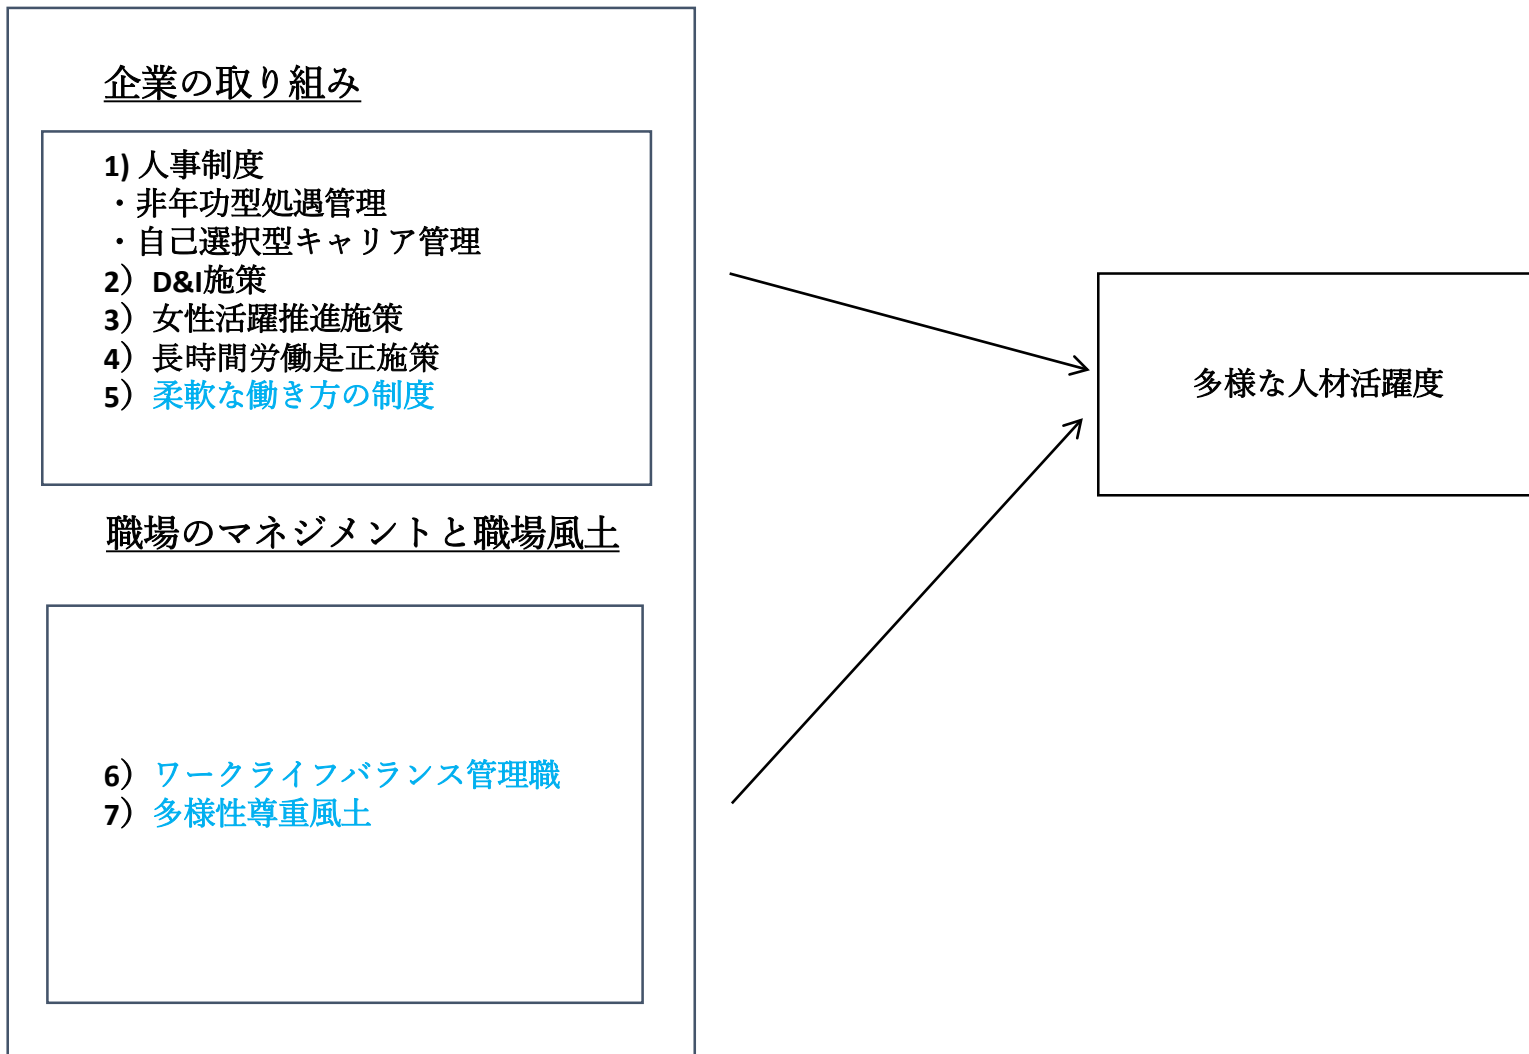 企業の取り組み
1) 人事制度
・非年功型処遇管理
・自己選択型キャリア管理
2）D&I施策
3）女性活躍推進施策
4）長時間労働是正施策
5）柔軟な働き方の制度
職場のマネジメントと職場風土
6）ワークライフバランス管理職
7）多様性尊重風土
多様な人材活躍度